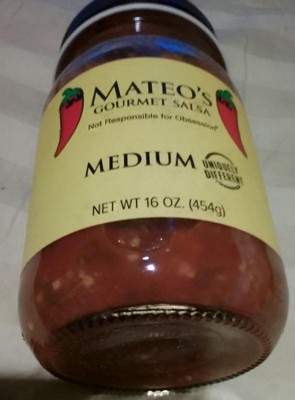 MATEO'S
GOURMET SALSA
Not Responsible for Obsession®
MEDIUM
UNIQUELY
DIFFERENT
NET WT 16 OZ. (454g)